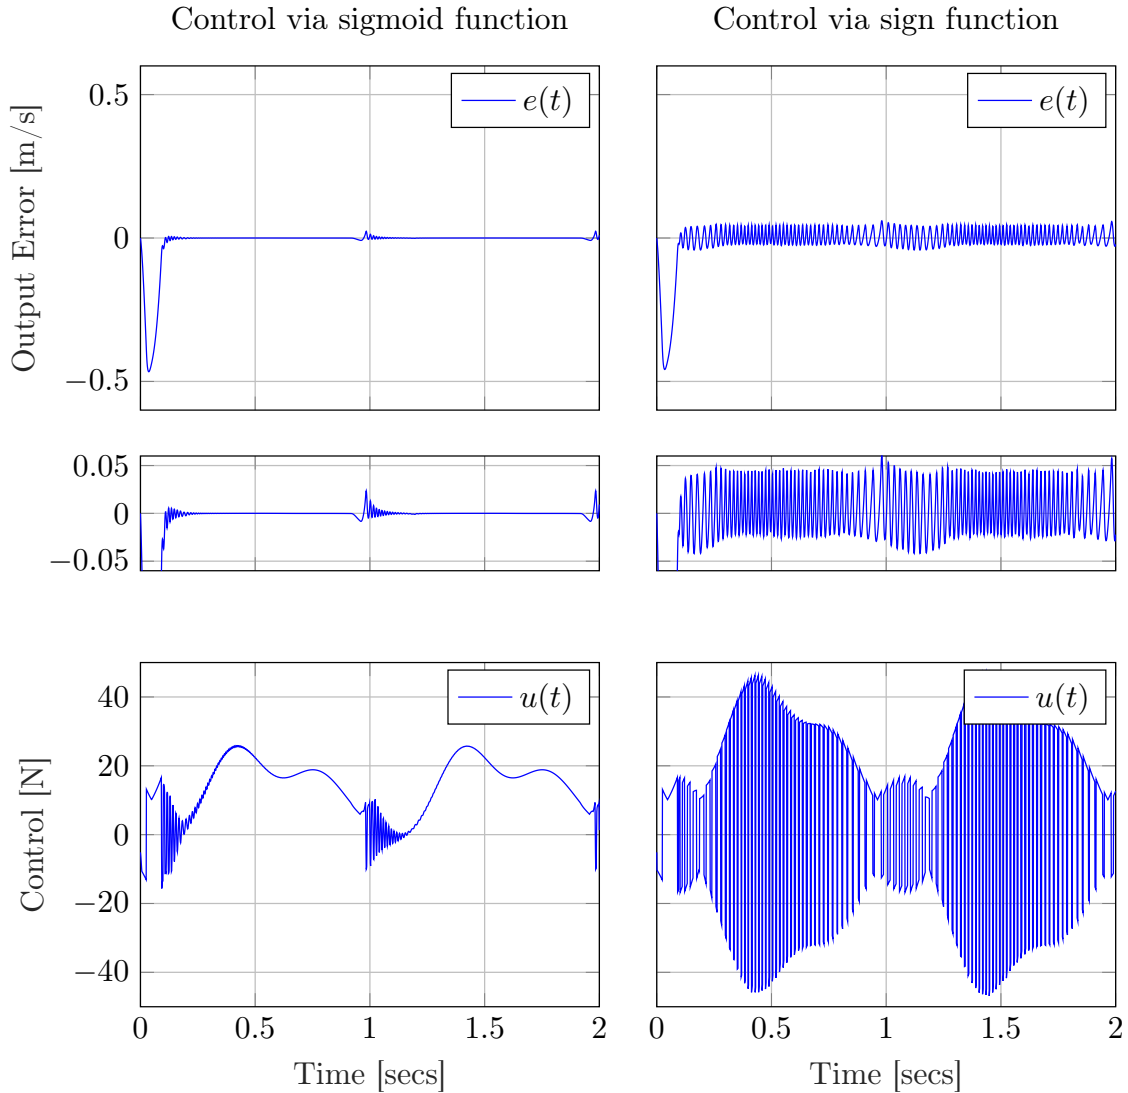 Control via sigmoid function
Control via sign function
Output Error [m/s]
0.5
0
−0.5
e(t)
e(t)
0.05
0
−0.05
Control [N]
40
20
0
−20
−40
u(t)
u(t)
0 0.5 1 1.5 2
0 0.5 1 1.5 2
Time [secs]
Time [secs]